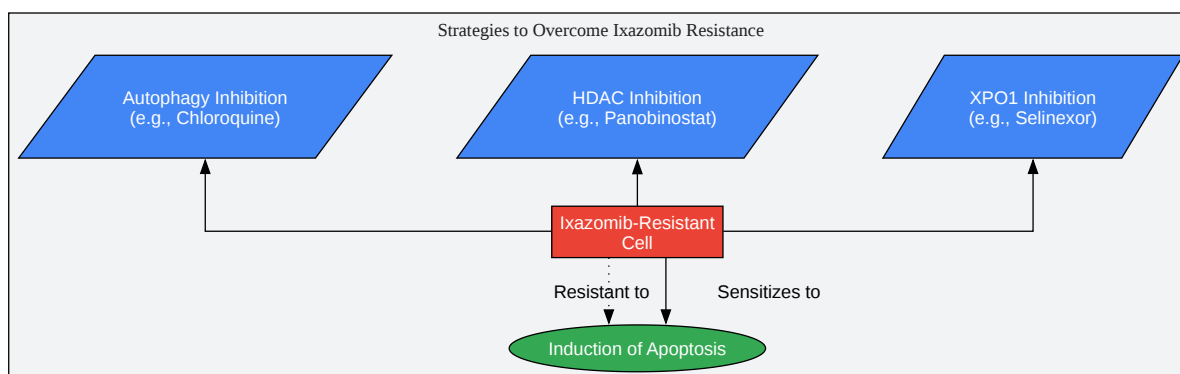 Strategies to Overcome Ixazomib Resistance
Autophagy Inhibition
(e.g., Chloroquine)
HDAC Inhibition
(e.g., Panobinostat)
XPO1 Inhibition
(e.g., Selinexor)
Ixazomib-Resistant
Cell
Resistant to
Sensitizes to
Induction of Apoptosis